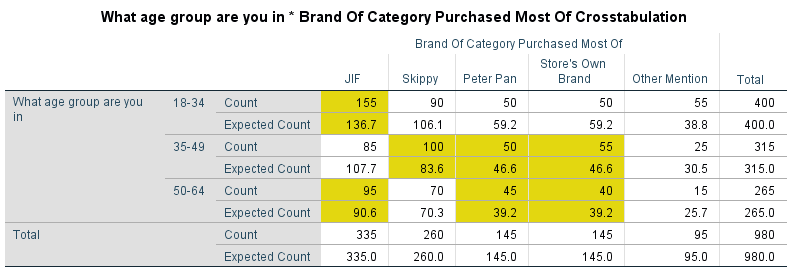 What age group are you in * Brand Of Category Purchased Most Of Crosstabulation
Brand Of Category Purchased Most Of
JIF Skippy Peter Pan Store's Own Brand Other Mention Total
What age group are you in 18-34 Count 155 90 50 50 55 400
Expected Count 136.7 106.1 59.2 59.2 38.8 400.0
35-49 Count 85 100 50 55 25 315
Expected Count 107.7 83.6 46.6 46.6 30.5 315.0
50-64 Count 95 70 45 40 15 265
Expected Count 90.6 70.3 39.2 39.2 25.7 265.0
Total Count 335 260 145 145 95 980
Expected Count 335.0 260.0 145.0 145.0 95.0 980.0